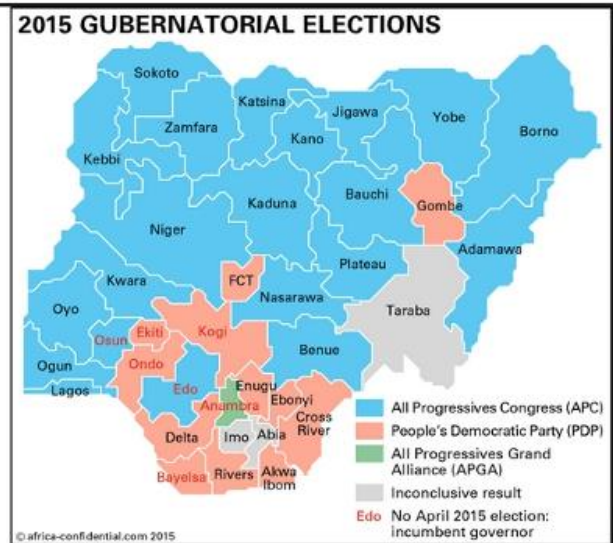 2015 GUBERNATORIAL ELECTIONS
Sokoto
Katsina
Jigawa
Yobe
Borno
Zamfara
Kano
Kebbi
Kaduna
Bauchi
Gombe
Niger
Adamawa
Plateau
FCT
Kwara
Nasarawa
Taraba
Oyo
Osun
Ekiti
Kogi
Benue
Ogun
Ondo
Lagos
Edo
Enugu
Anambra
Ebonyi
Cross
River
Delta
Imo
Abia
Bayelsa
Rivers
Akwa
Ibom
All Progressives Congress (APC)
People's Democratic Party (PDP)
All Progressives Grand
Alliance (APGA)
Inconclusive result
Edo No April 2015 election:
incumbent governor
© africa-confidential.com 2015